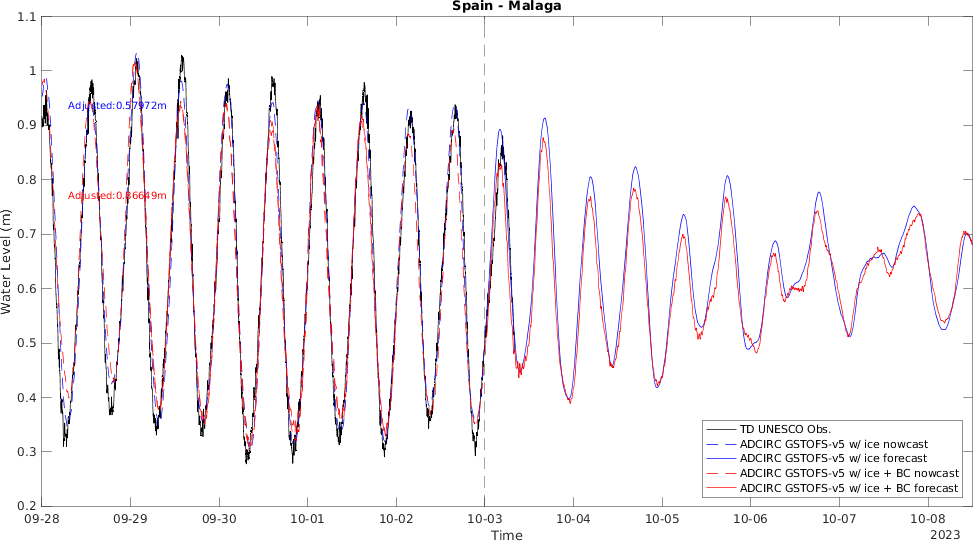 Spain - Malaga
1.1
1
0.9
0.8
0.7
0.6
0.5
0.4
0.3
0.2
Water Level (m)
Adjusted:0.57972m
Adjusted:0.86649m
TD UNESCO Obs.
ADCIRC GSTOFS-v5 w/ ice nowcast
ADCIRC GSTOFS-v5 w/ ice forecast
ADCIRC GSTOFS-v5 w/ ice + BC nowcast
ADCIRC GSTOFS-v5 w/ ice + BC forecast
09-28 09-29 09-30 10-01 10-02 10-03 10-04 10-05 10-06 10-07 10-08
Time
2023